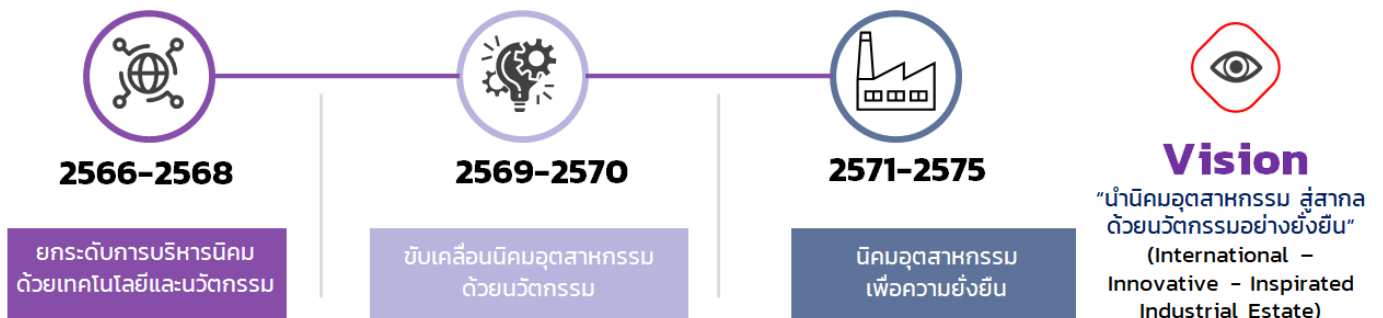 2566-2568
ยกระดับการบริหารนิคม
ด้วยเทคโนโลยีและนวัตกรรม
2569-2570
ขับเคลื่อนนิคมอุตสาหกรรม
ด้วยนวัตกรรม
2571-2575
นิคมอุตสาหกรรม
เพื่อความยั่งยืน
Vision
“นำนิคมอุตสาหกรรม สู่สากล
ด้วยนวัตกรรมอย่างยั่งยืน”
(International –
Innovative - Inspirated
Industrial Estate)